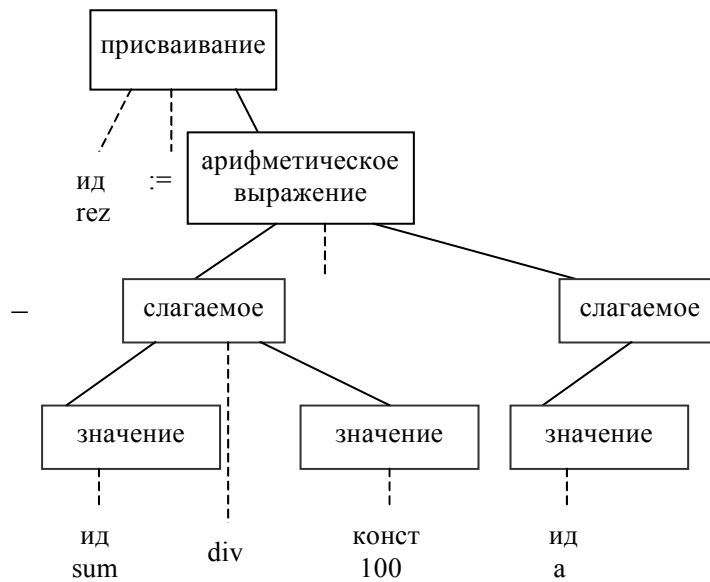 присваивание
ид :=
rez
арифметическое
выражение
– слагаемое слагаемое
значение значение значение
ид div конст ид
sum 100 a